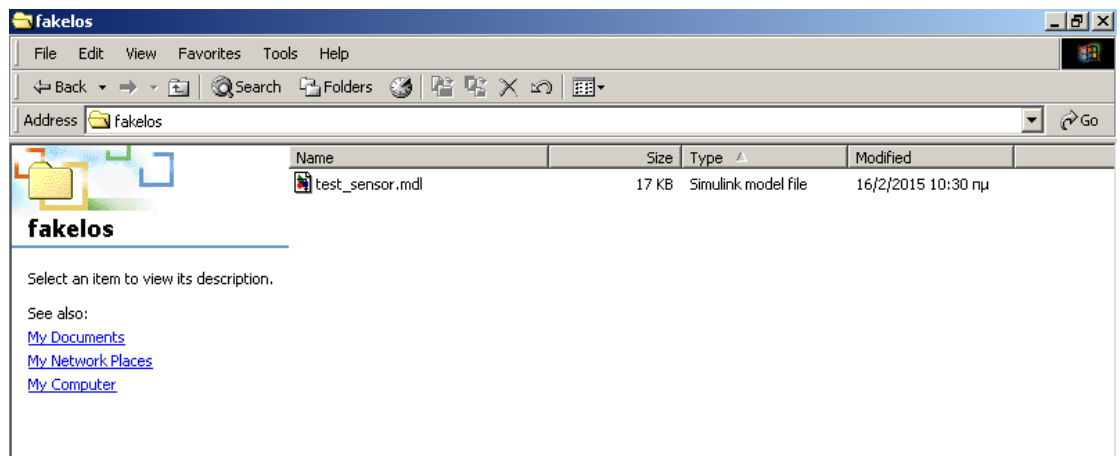 fakelos
File Edit View Favorites Tools Help
Back Search Folders
Address fakelos Go
Name Size Type Modified
test_sensor.mdl 17 KB Simulink model file 16/2/2015 10:30 πμ
fakelos
Select an item to view its description.
See also:
My Documents
My Network Places
My Computer